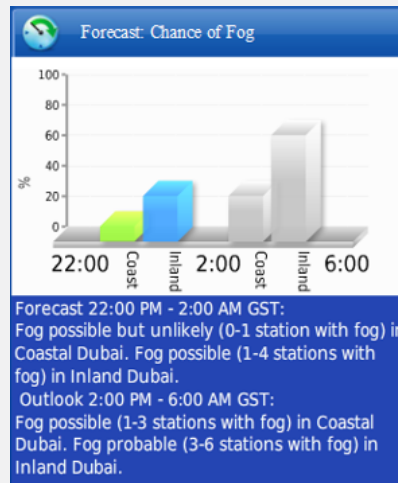 Forecast: Chance of Fog
100
80
60
40
20
0
%
22:00 Coast Inland 2:00 Coast Inland 6:00
Forecast 22:00 PM - 2:00 AM GST:
Fog possible but unlikely (0-1 station with fog) in
Coastal Dubai. Fog possible (1-4 stations with
fog) in Inland Dubai.
Outlook 2:00 PM - 6:00 AM GST:
Fog possible (1-3 stations with fog) in Coastal
Dubai. Fog probable (3-6 stations with fog) in
Inland Dubai.